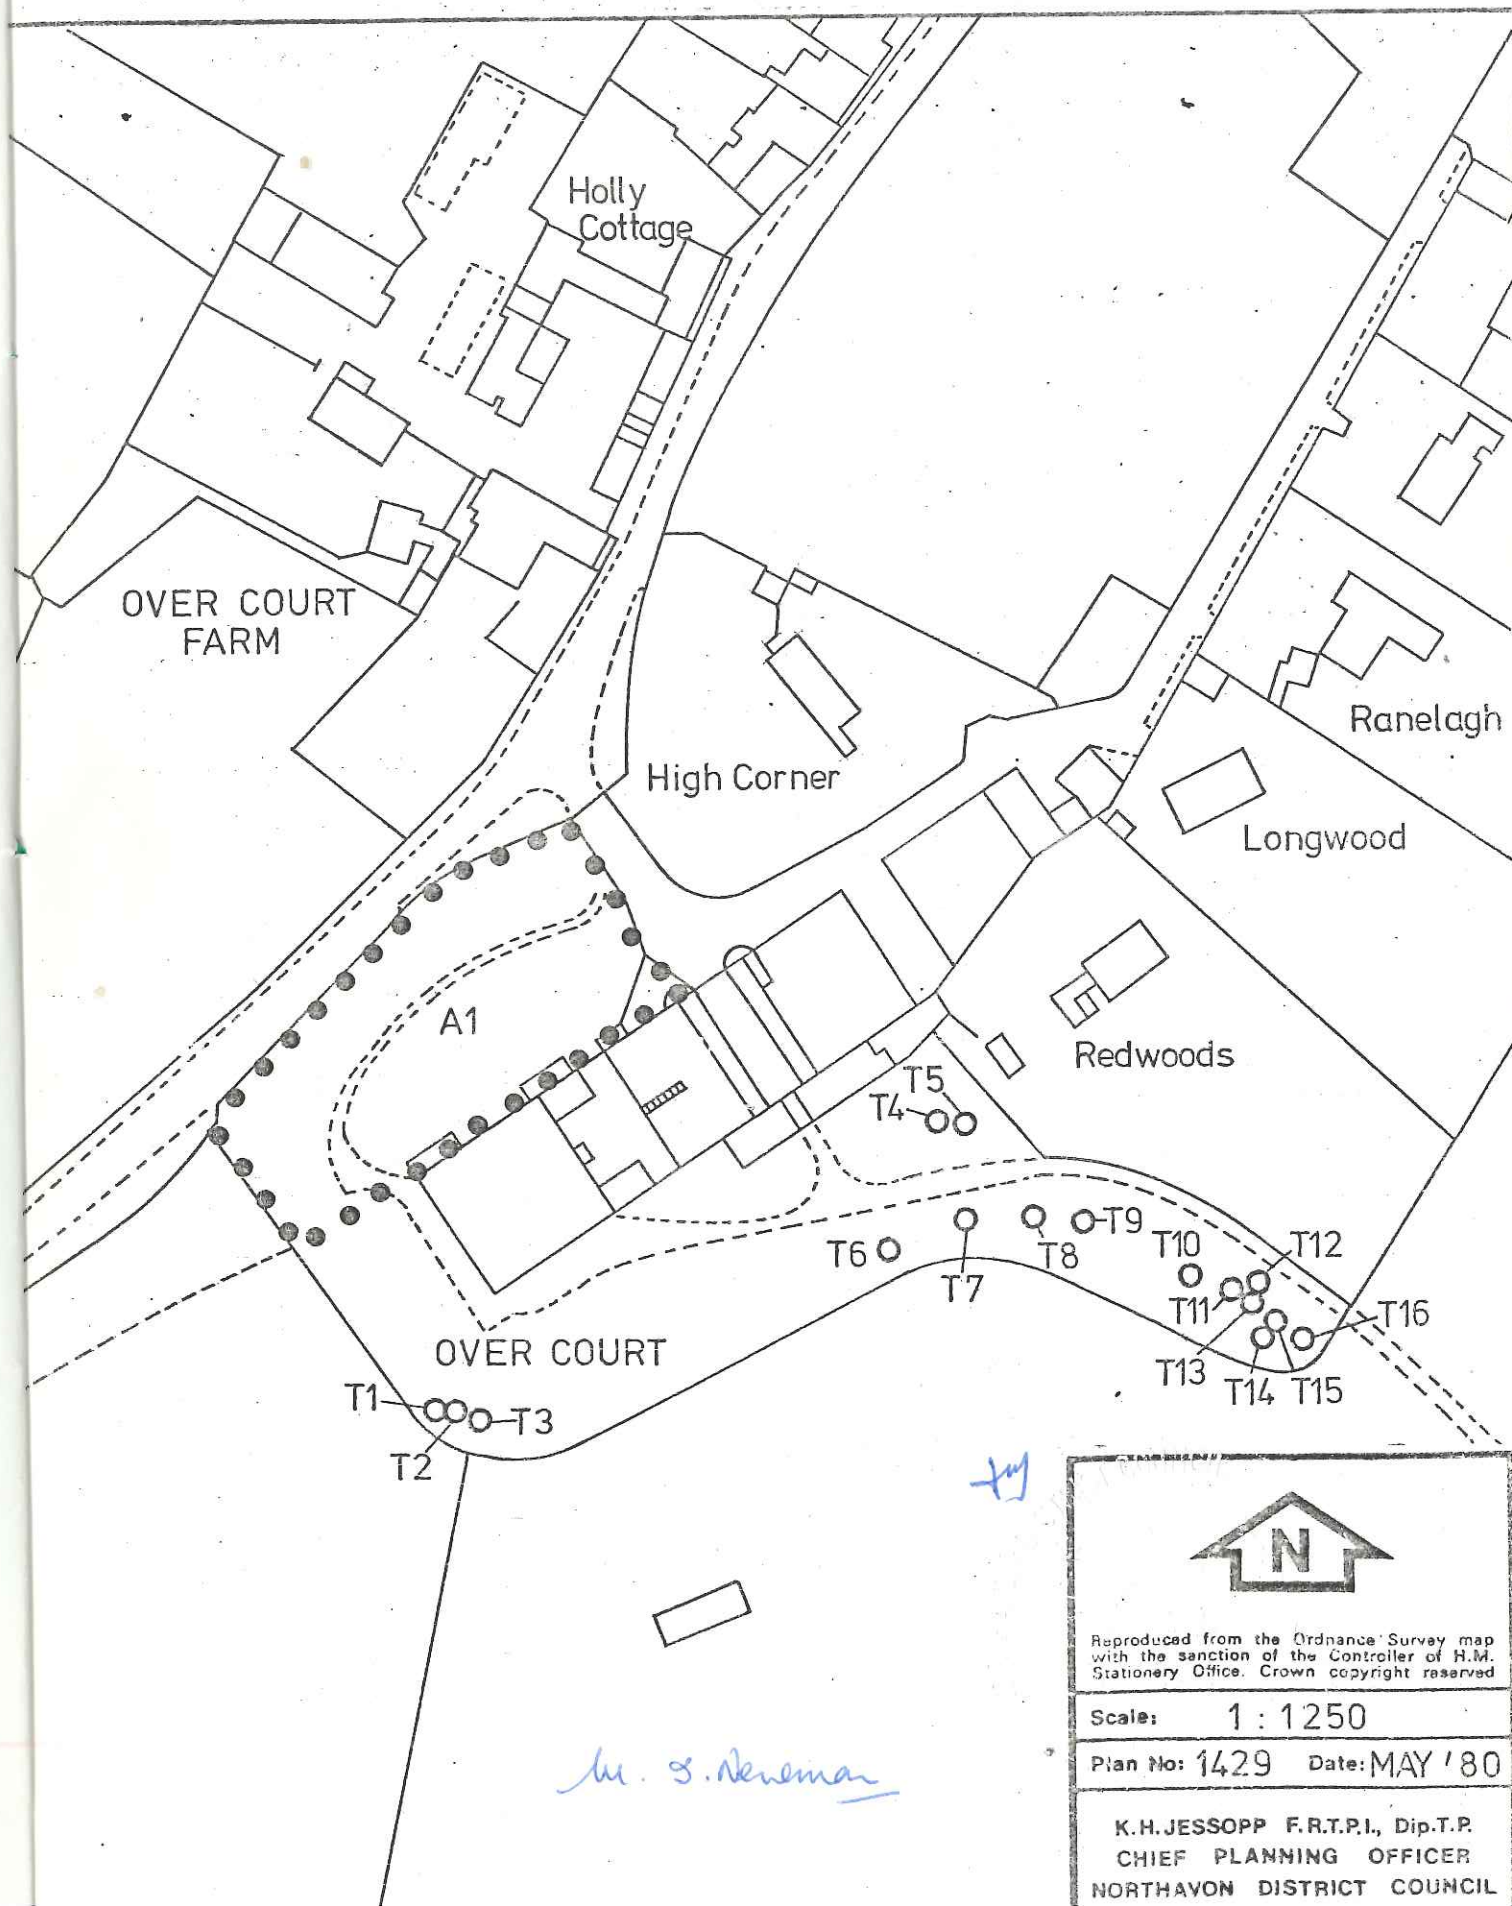 Holly
Cottage
OVER COURT
FARM
High Corner
Ranelagh
Longwood
A1
Redwoods
T5
T4
T6
T7
T8
T9
T10
T11
T12
T13
T14
T15
T16
OVER COURT
T1
T2
T3
N
Reproduced from the Ordnance Survey map
with the sanction of the Controller of H.M.
Stationery Office. Crown copyright reserved
Scale: 1 : 1250
Plan No: 1429 Date: MAY '80
K.H.JESSOPP F.R.T.P.I., Dip.T.P.
CHIEF PLANNING OFFICER
NORTHAVON DISTRICT COUNCIL